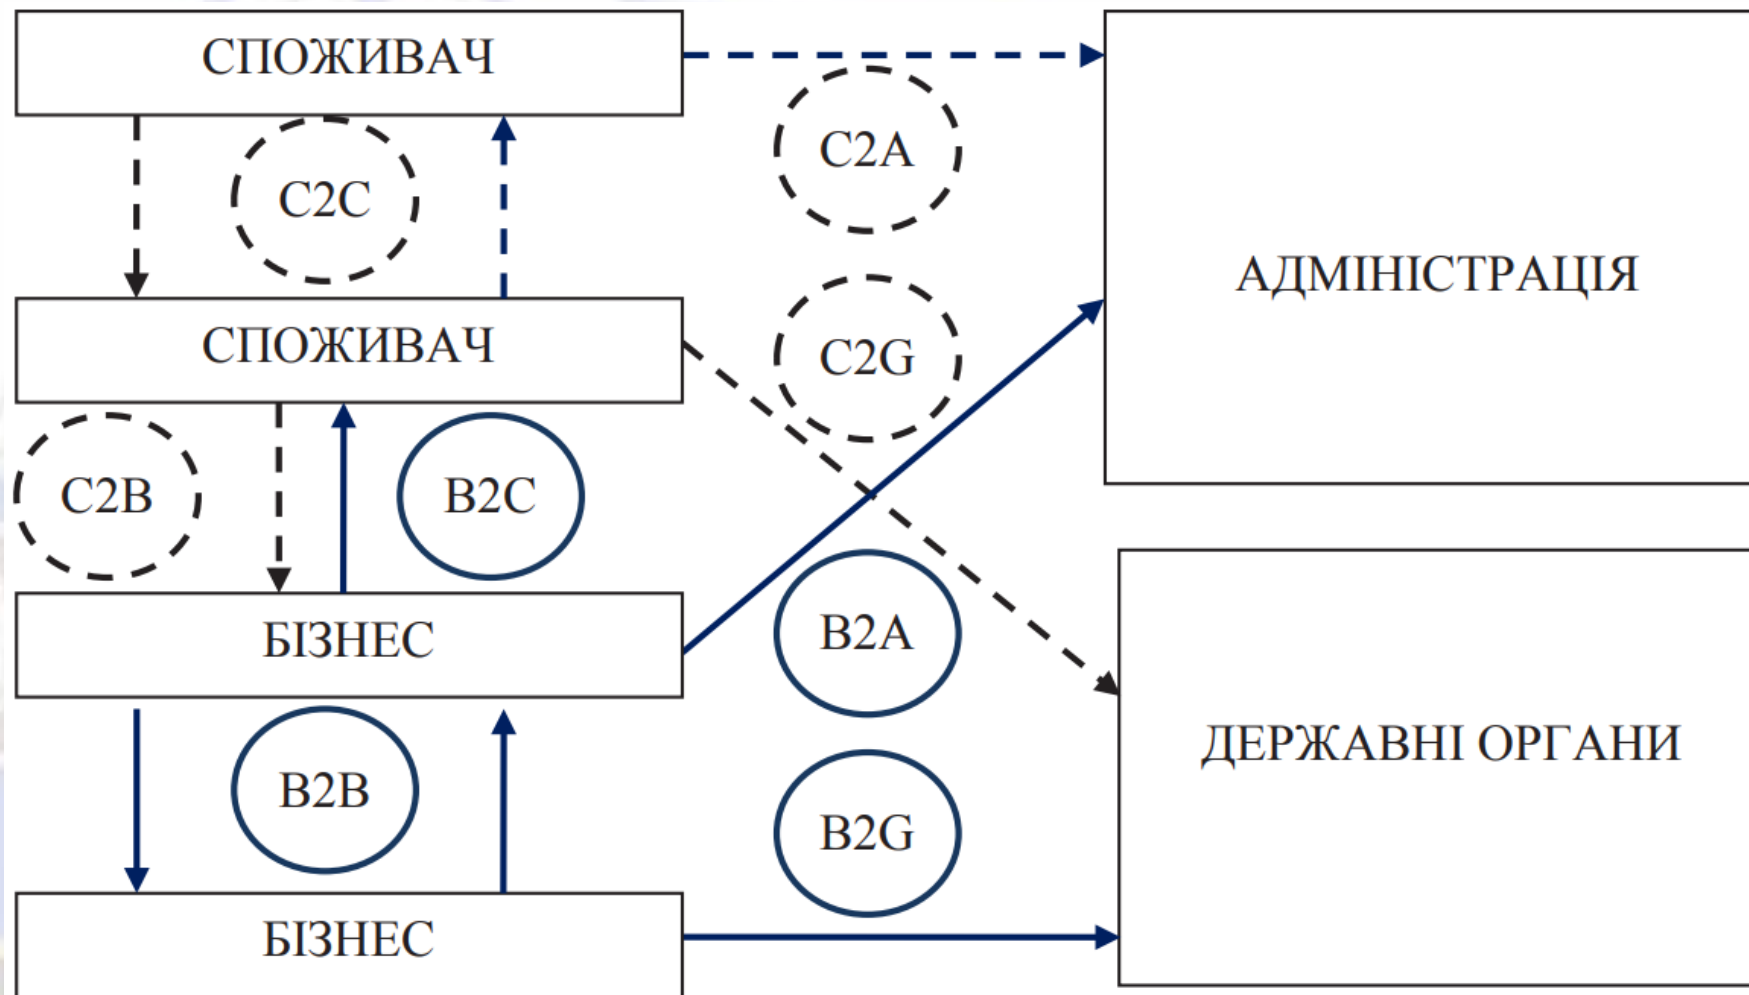 СПОЖИВАЧ
C2A
C2C
АДМІНІСТРАЦІЯ
СПОЖИВАЧ
C2G
C2B
B2C
БІЗНЕС
B2A
ДЕРЖАВНІ ОРГАНИ
B2B
B2G
БІЗНЕС